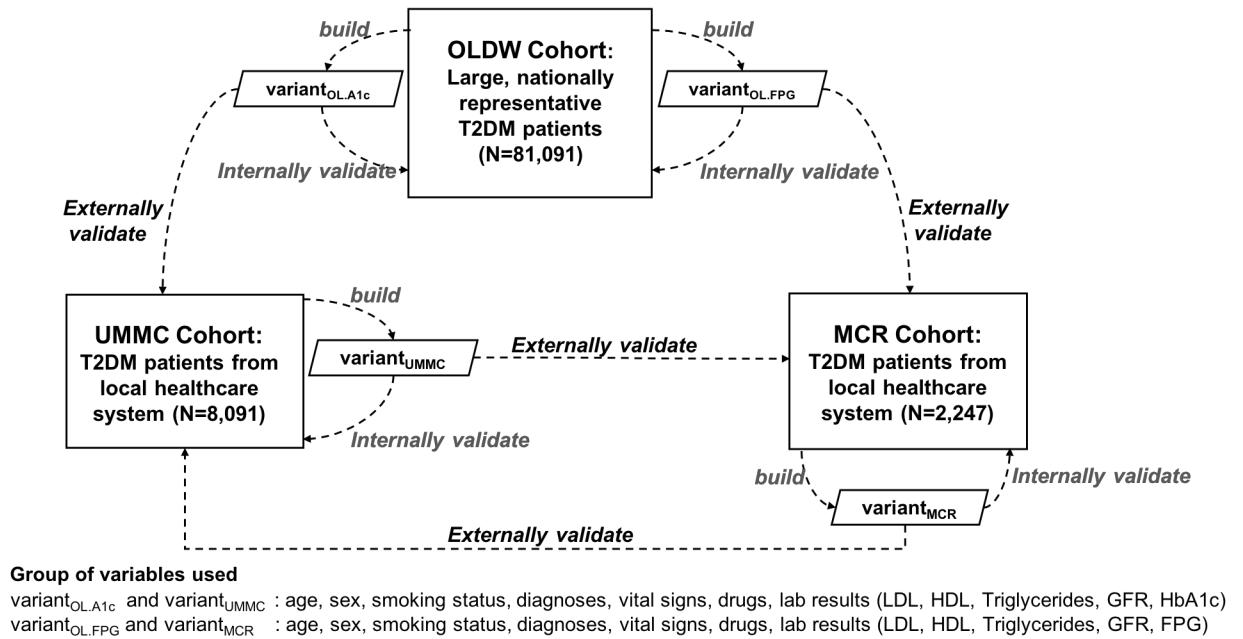 build
build
OLDW Cohort:
Large, nationally
representative
T2DM patients
(N=81,091)
variantOL.A1c
variantOL.FPG
Internally validate
Internally validate
Externally
validate
Externally
validate
UMMC Cohort:
T2DM patients from
local healthcare
system (N=8,091)
build
variantUMMC
Internally validate
Externally validate
MCR Cohort:
T2DM patients from
local healthcare
system (N=2,247)
build
variantMCR
Internally validate
Externally validate
Group of variables used
variantOL.A1c and variantUMMC : age, sex, smoking status, diagnoses, vital signs, drugs, lab results (LDL, HDL, Triglycerides, GFR, HbA1c)
variantOL.FPG and variantMCR : age, sex, smoking status, diagnoses, vital signs, drugs, lab results (LDL, HDL, Triglycerides, GFR, FPG)